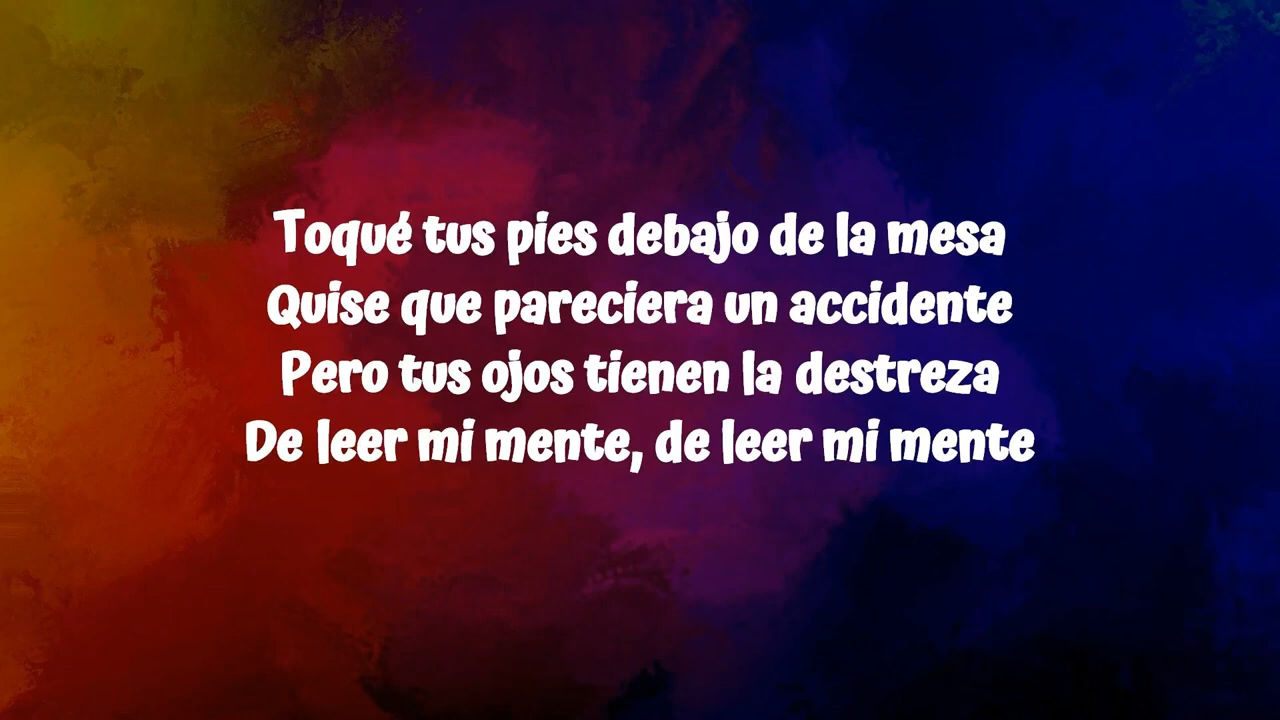 Toqué tus pies debajo de la mesa
Quise que pareciera un accidente
Pero tus ojos tienen la destreza
De leer mi mente, de leer mi mente